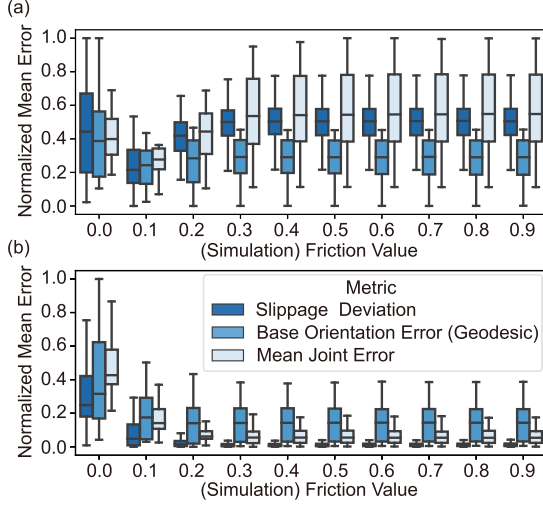 (a)
Normalized Mean Error
1.0
0.8
0.6
0.4
0.2
0.0
0.0 0.1 0.2 0.3 0.4 0.5 0.6 0.7 0.8 0.9
(Simulation) Friction Value
(b)
Normalized Mean Error
1.0
0.8
0.6
0.4
0.2
0.0
Metric
Slippage Deviation
Base Orientation Error (Geodesic)
Mean Joint Error
0.0 0.1 0.2 0.3 0.4 0.5 0.6 0.7 0.8 0.9
(Simulation) Friction Value